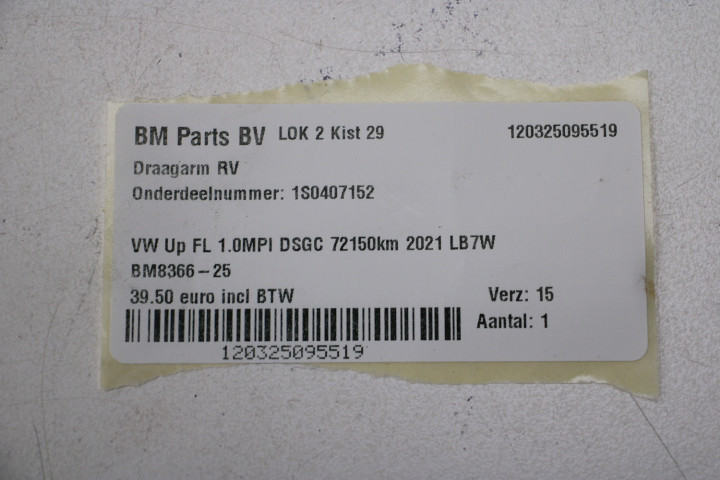 BM Parts BV LOK 2 Kist 29 120325095519
Draagarm RV
Onderdeelnummer: 1S0407152
VW Up FL 1.0MPI DSGC 72150km 2021 LB7W
BM8366-25
39.50 euro incl BTW Verz: 15
Aantal: 1
120325095519